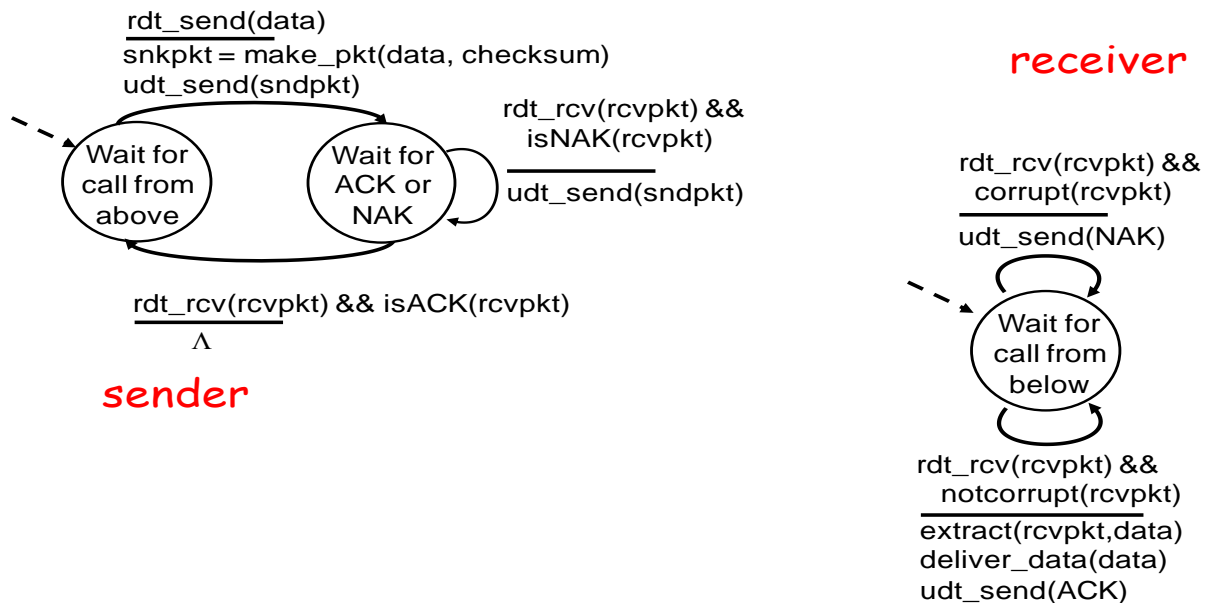 rdt_send(data)
snkpkt = make_pkt(data, checksum)
udt_send(sndpkt)
Wait for
call from
above
Wait for
ACK or
NAK
rdt_rcv(rcvpkt) &&
isNAK(rcvpkt)
udt_send(sndpkt)
rdt_rcv(rcvpkt) && isACK(rcvpkt)
Λ
sender
receiver
rdt_rcv(rcvpkt) &&
corrupt(rcvpkt)
udt_send(NAK)
Wait for
call from
below
rdt_rcv(rcvpkt) &&
notcorrupt(rcvpkt)
extract(rcvpkt,data)
deliver_data(data)
udt_send(ACK)